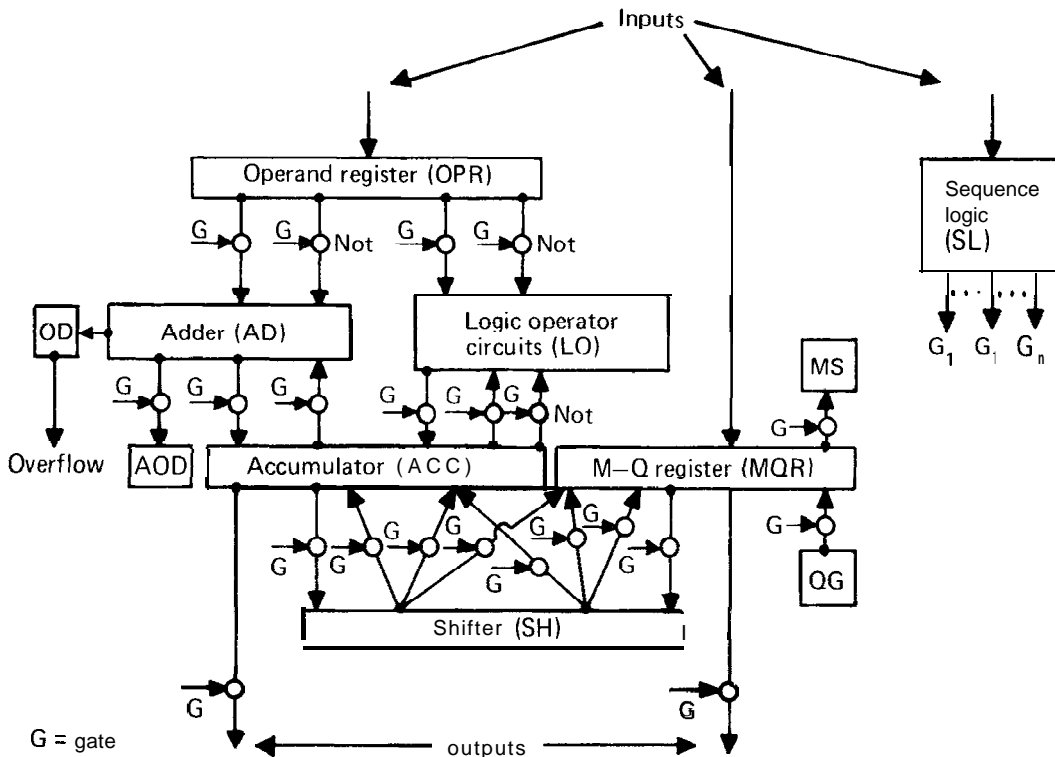 Inputs
Operand register (OPR)
Sequence
logic
(SL)
G
G
Not
G
G
Not
OD
Adder (AD)
Logic operator
circuits (LO)
G₁
G₁
Gₙ
MS
G
G
G
G
G
G
Not
G
Overflow
AOD
Accumulator (ACC)
M–Q register (MQR)
G
G
G
G
G
G
G
G
G
G
QG
Shifter (SH)
G
G
G = gate
outputs